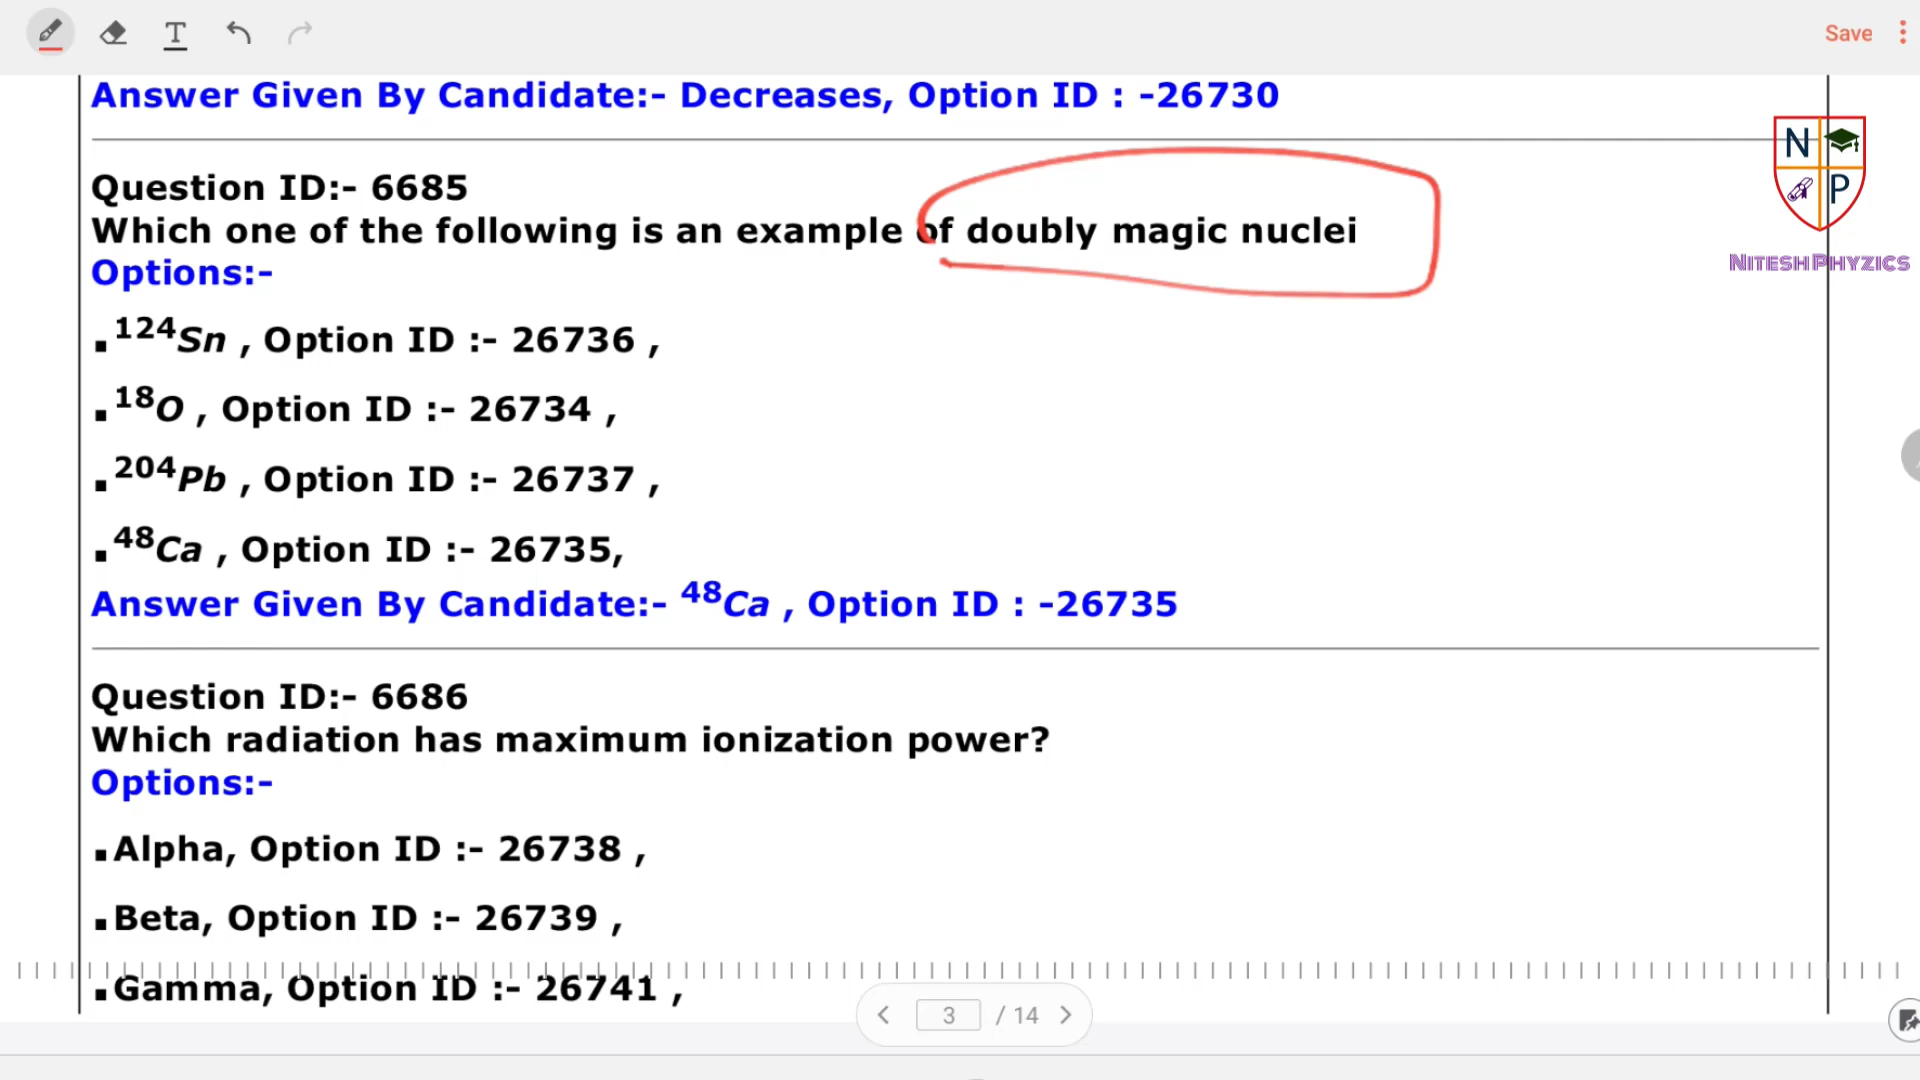 T
Save
Answer Given By Candidate:- Decreases, Option ID : -26730
N
P
NITESH PHYZICS
Question ID:- 6685
Which one of the following is an example of doubly magic nuclei
Options:-
▪ ¹²⁴Sn , Option ID :- 26736 ,
▪ ¹⁸O , Option ID :- 26734 ,
▪ ²⁰⁴Pb , Option ID :- 26737 ,
▪ ⁴⁸Ca , Option ID :- 26735,
Answer Given By Candidate:- ⁴⁸Ca , Option ID : -26735
Question ID:- 6686
Which radiation has maximum ionization power?
Options:-
▪ Alpha, Option ID :- 26738 ,
▪ Beta, Option ID :- 26739 ,
▪ Gamma, Option ID :- 26741 ,
3 / 14